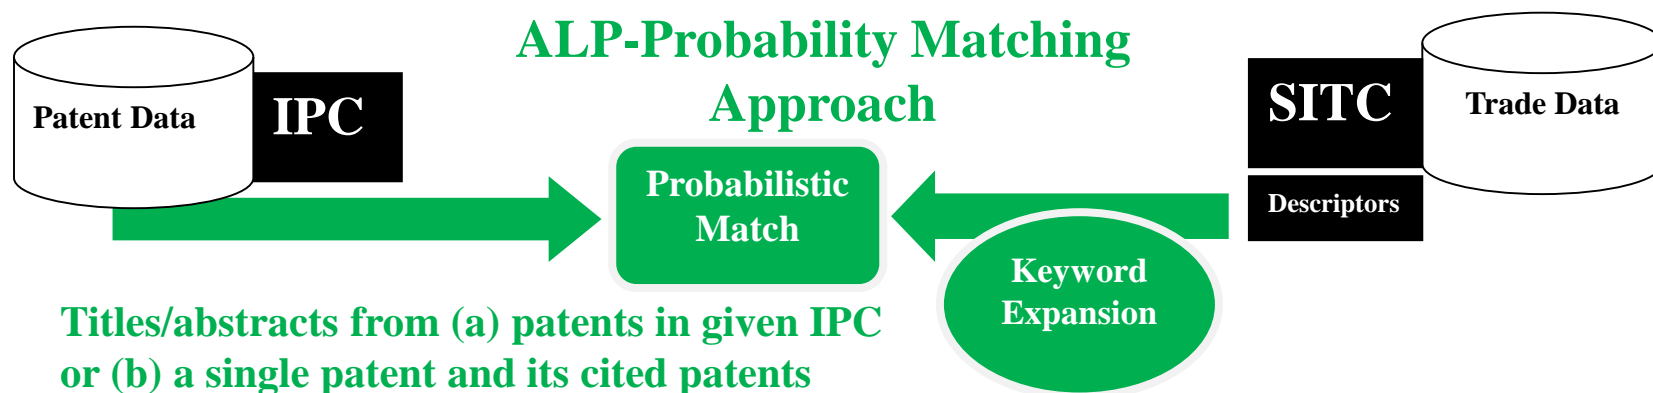 ALP-Probability Matching
Approach
Patent Data
IPC
SITC
Trade Data
Descriptors
Probabilistic
Match
Keyword
Expansion
Titles/abstracts from (a) patents in given IPC
or (b) a single patent and its cited patents